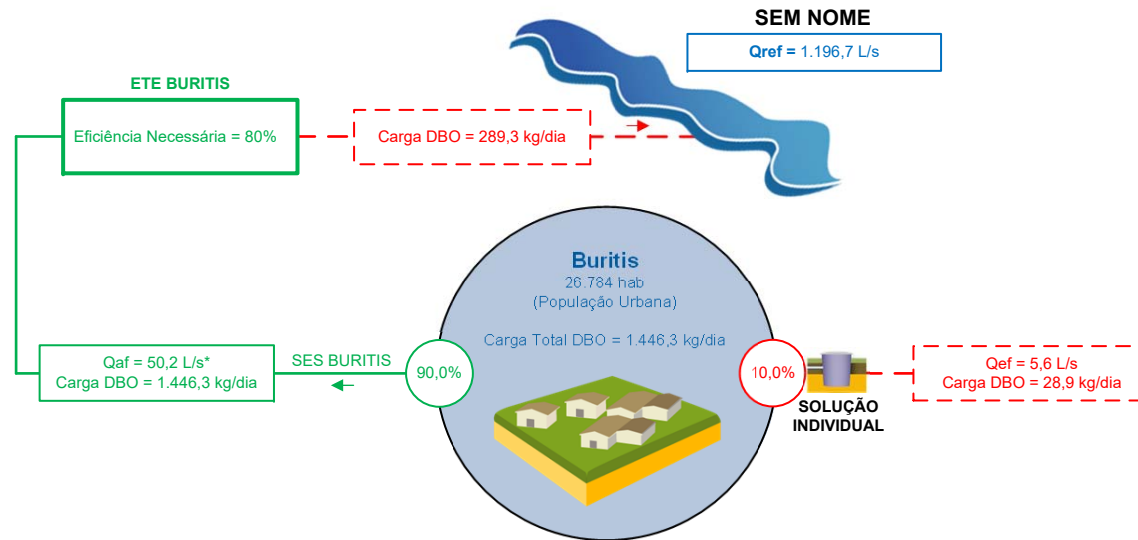 SEM NOME
Qref = 1.196,7 L/s
ETE BURITIS
Eficiência Necessária = 80%
Carga DBO = 289,3 kg/dia
Buritis
26.784 hab
(População Urbana)
Carga Total DBO = 1.446,3 kg/dia
Qaf = 50,2 L/s*
Carga DBO = 1.446,3 kg/dia
SES BURITIS
90,0%
10,0%
SOLUÇÃO
INDIVIDUAL
Qef = 5,6 L/s
Carga DBO = 28,9 kg/dia